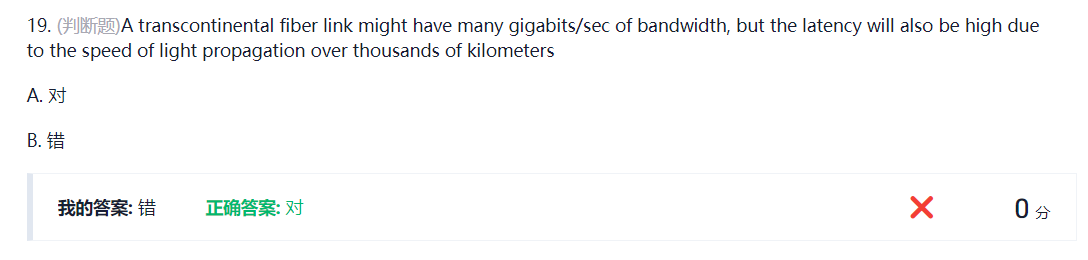 19. (判断题)A transcontinental fiber link might have many gigabits/sec of bandwidth, but the latency will also be high due
to the speed of light propagation over thousands of kilometers
A. 对
B. 错
我的答案: 错 正确答案: 对 0 分